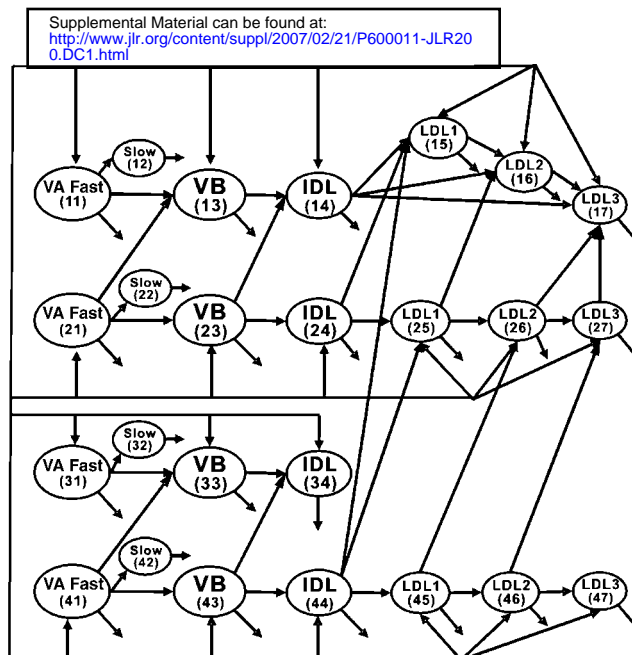 Supplemental Material can be found at:
http://www.jlr.org/content/suppl/2007/02/21/P600011-JLR20
0.DC1.html
LDL1
(15)
Slow
(12)
LDL2
(16)
VA Fast
(11)
VB
(13)
IDL
(14)
LDL3
(17)
Slow
(22)
VA Fast
(21)
VB
(23)
IDL
(24)
LDL1
(25)
LDL2
(26)
LDL3
(27)
Slow
(32)
VA Fast
(31)
VB
(33)
IDL
(34)
Slow
(42)
VA Fast
(41)
VB
(43)
IDL
(44)
LDL1
(45)
LDL2
(46)
LDL3
(47)